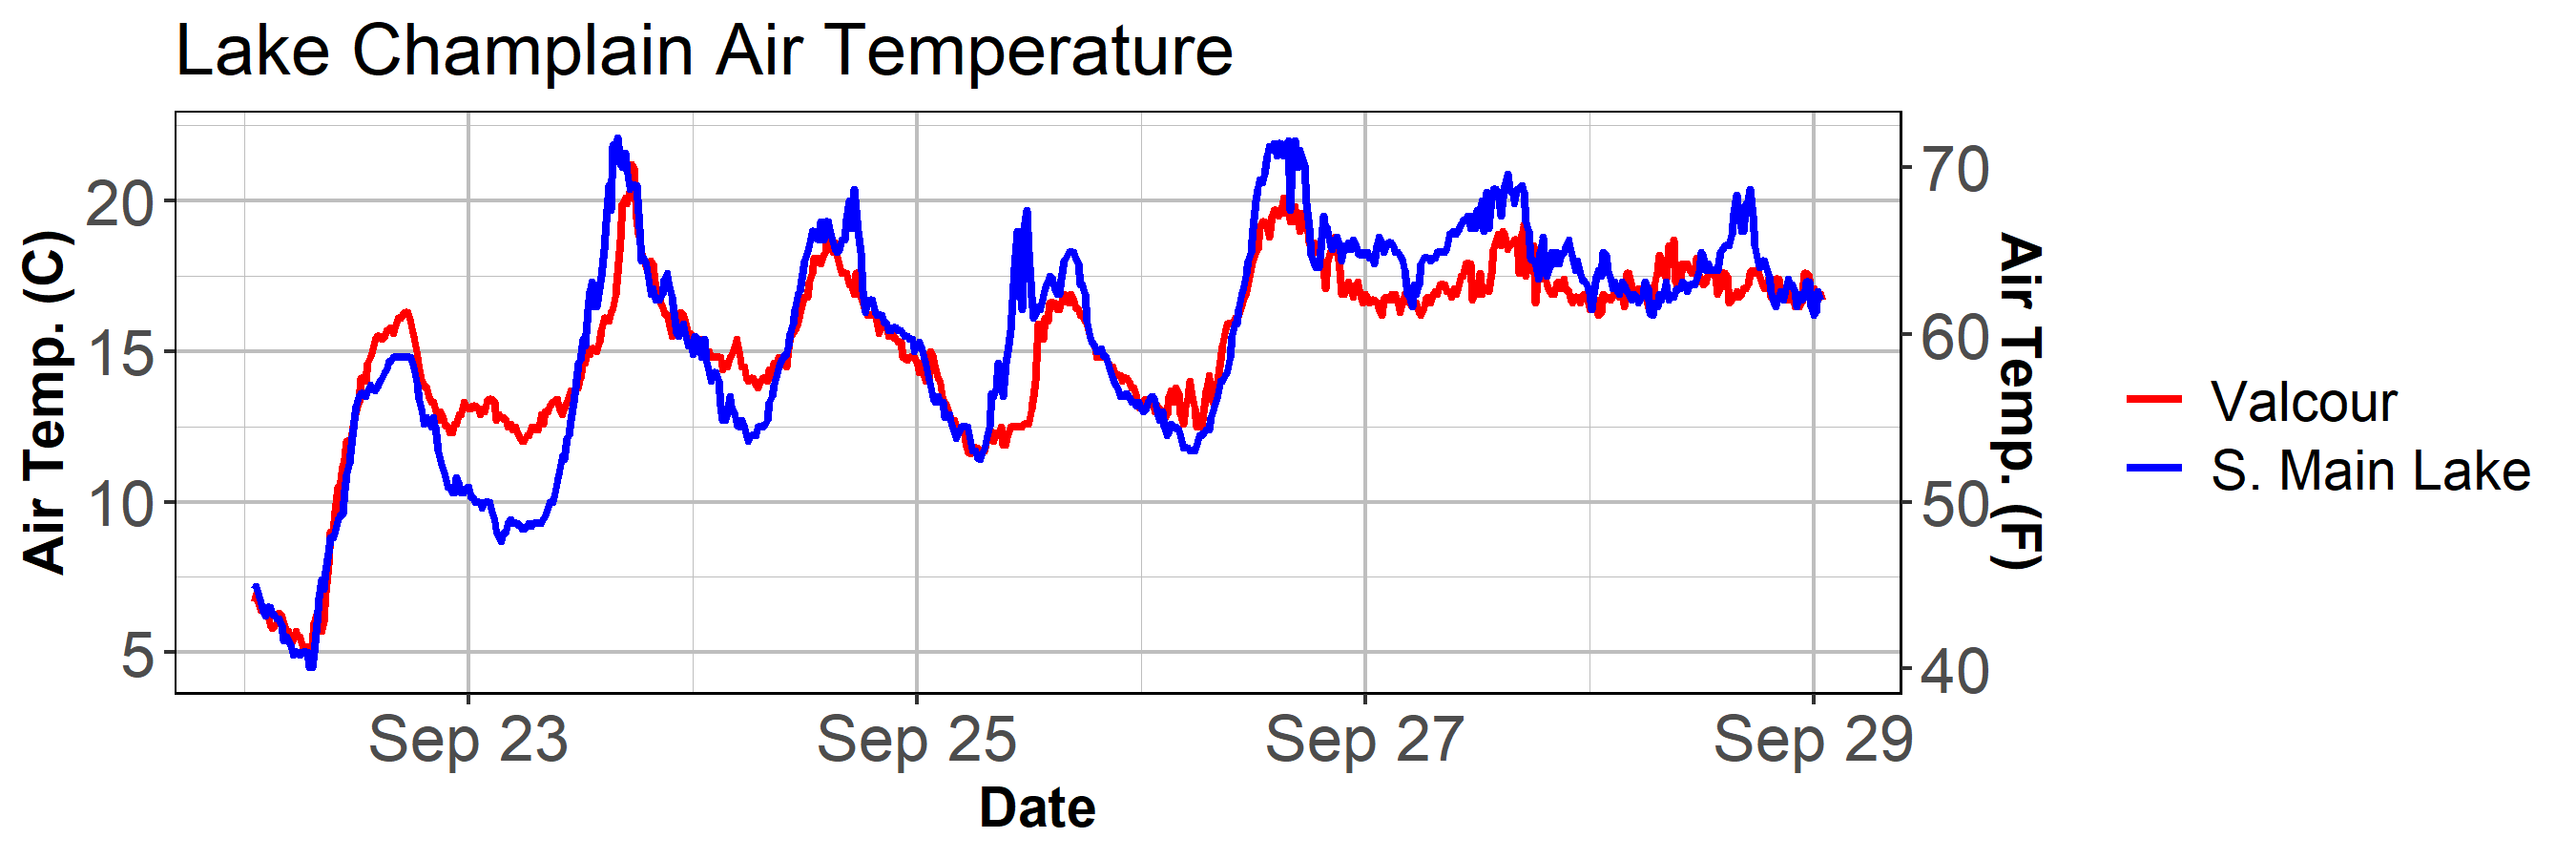 Lake Champlain Air Temperature
Air Temp. (C)
20
15
10
5
70
60
50
40
Air Temp. (F)
Sep 23
Sep 25
Sep 27
Sep 29
Date
Valcour
S. Main Lake